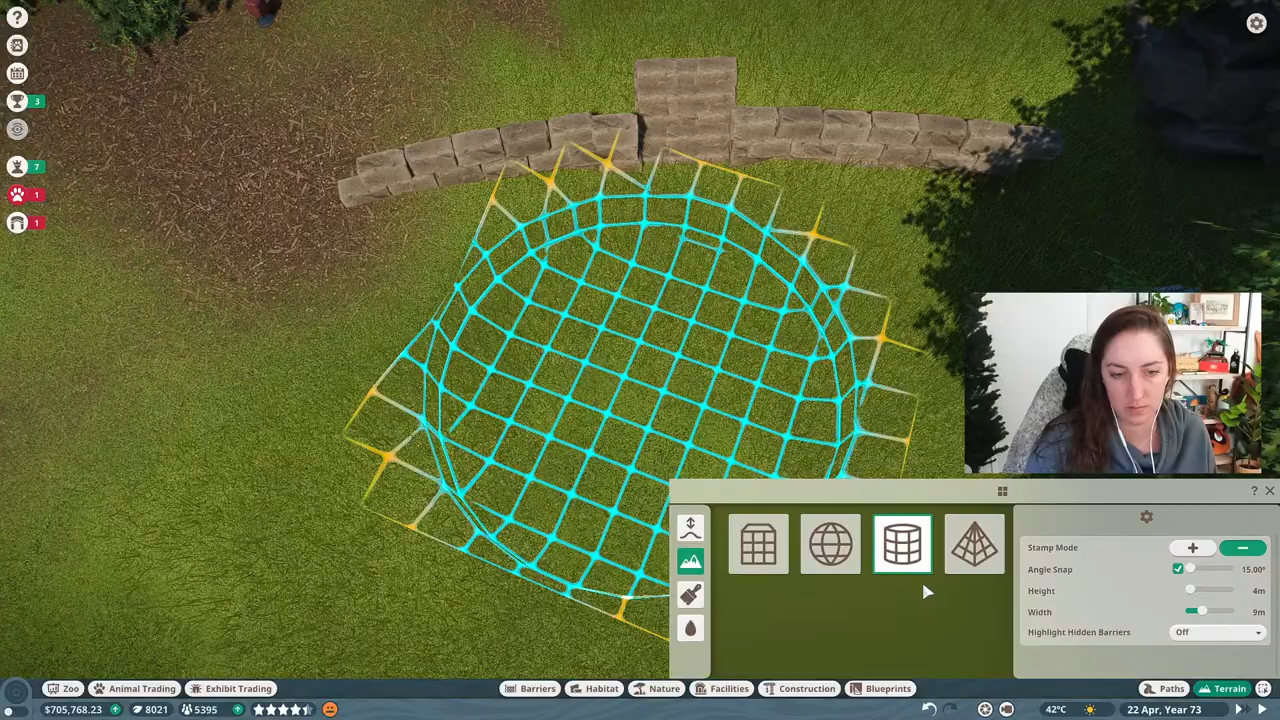 ?
3
7
1
1
? ✕
Stamp Mode + −
Angle Snap 15.00°
Height 4m
Width 9m
Highlight Hidden Barriers Off
Zoo Animal Trading Exhibit Trading Barriers Habitat Nature Facilities Construction Blueprints Paths Terrain
$705,768.23 8021 5395 42°C 22 Apr, Year 73